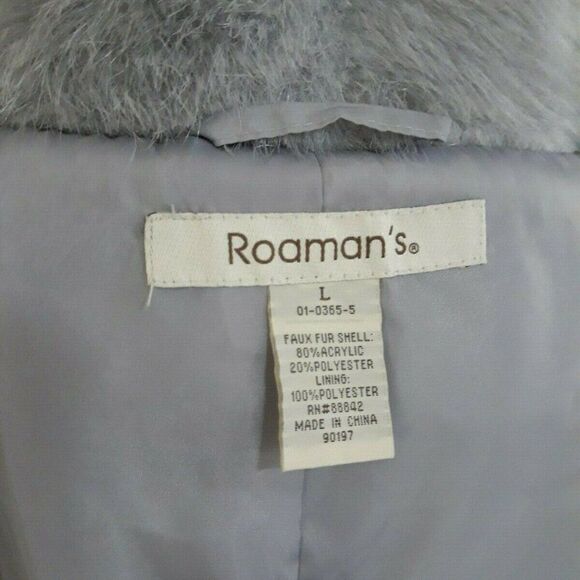 Roaman's®
L
01-0365-5
FAUX FUR SHELL:
80%ACRYLIC
20%POLYESTER
LINING:
100%POLYESTER
RN#88842
MADE IN CHINA
90197